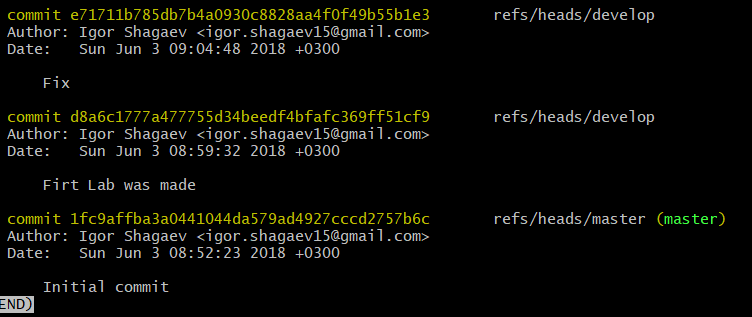 commit e71711b785db7b4a0930c8828aa4f0f49b55b1e3 refs/heads/develop
Author: Igor Shagaev <igor.shagaev15@gmail.com>
Date: Sun Jun 3 09:04:48 2018 +0300
Fix
commit d8a6c1777a477755d34beedf4bfafc369ff51cf9 refs/heads/develop
Author: Igor Shagaev <igor.shagaev15@gmail.com>
Date: Sun Jun 3 08:59:32 2018 +0300
Firt Lab was made
commit 1fc9affba3a0441044da579ad4927cccd2757b6c refs/heads/master (master)
Author: Igor Shagaev <igor.shagaev15@gmail.com>
Date: Sun Jun 3 08:52:23 2018 +0300
Initial commit
END)